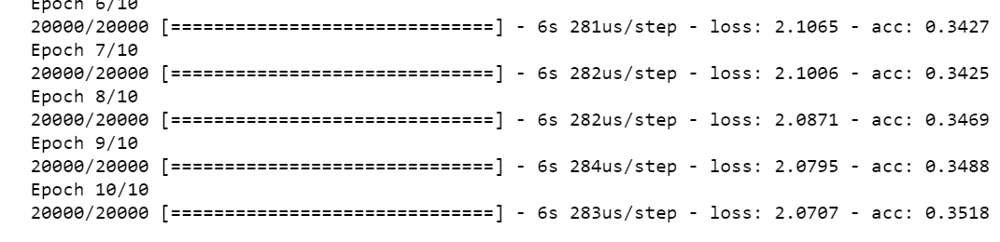 Epoch 6/10
20000/20000 [==============================] - 6s 281us/step - loss: 2.1065 - acc: 0.3427
Epoch 7/10
20000/20000 [==============================] - 6s 282us/step - loss: 2.1006 - acc: 0.3425
Epoch 8/10
20000/20000 [==============================] - 6s 282us/step - loss: 2.0871 - acc: 0.3469
Epoch 9/10
20000/20000 [==============================] - 6s 284us/step - loss: 2.0795 - acc: 0.3488
Epoch 10/10
20000/20000 [==============================] - 6s 283us/step - loss: 2.0707 - acc: 0.3518